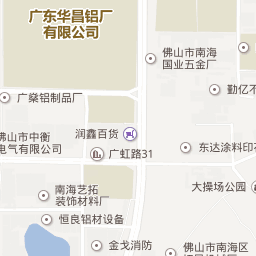 广东华昌铝厂
有限公司
佛山市南海
国业五金厂
广燊铝制品厂
勤亿不
佛山市中衡
电气有限公司
润鑫百货
广虹路31
东达涂料印花
大操场公园
南海艺拓
装饰材料厂
恒良铝材设备
金戈消防
佛山市南海区